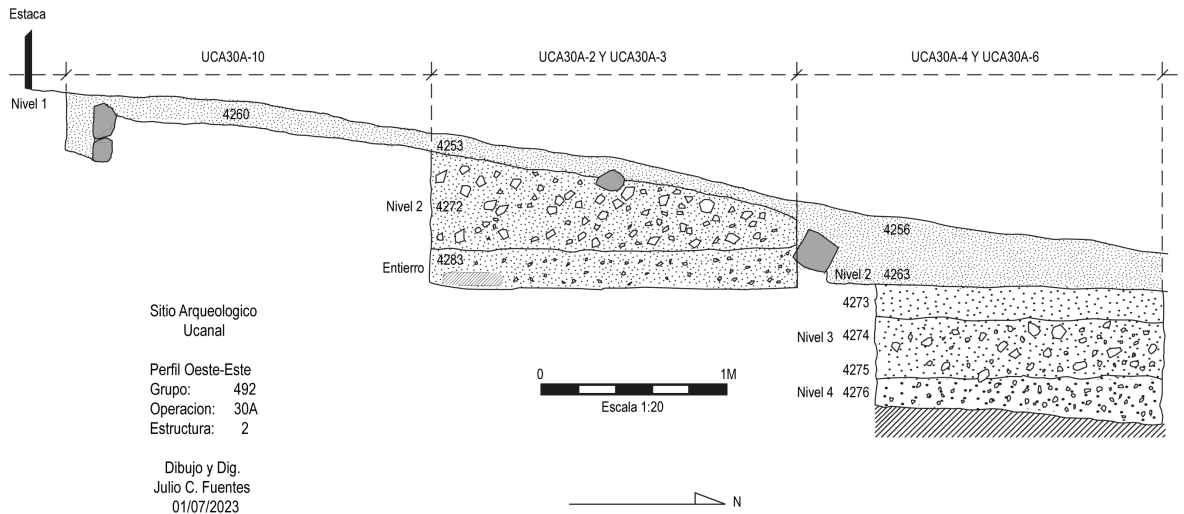 Estaca
UCA30A-10
UCA30A-2 Y UCA30A-3
UCA30A-4 Y UCA30A-6
Nivel 1
4260
4253
Nivel 2
4272
4256
Entierro
4283
Nivel 2
4263
4273
Nivel 3
4274
4275
Nivel 4
4276
Sitio Arqueologico
Ucanal
Perfil Oeste-Este
Grupo: 492
Operacion: 30A
Estructura: 2
0
1M
Escala 1:20
Dibujo y Dig.
Julio C. Fuentes
01/07/2023
N